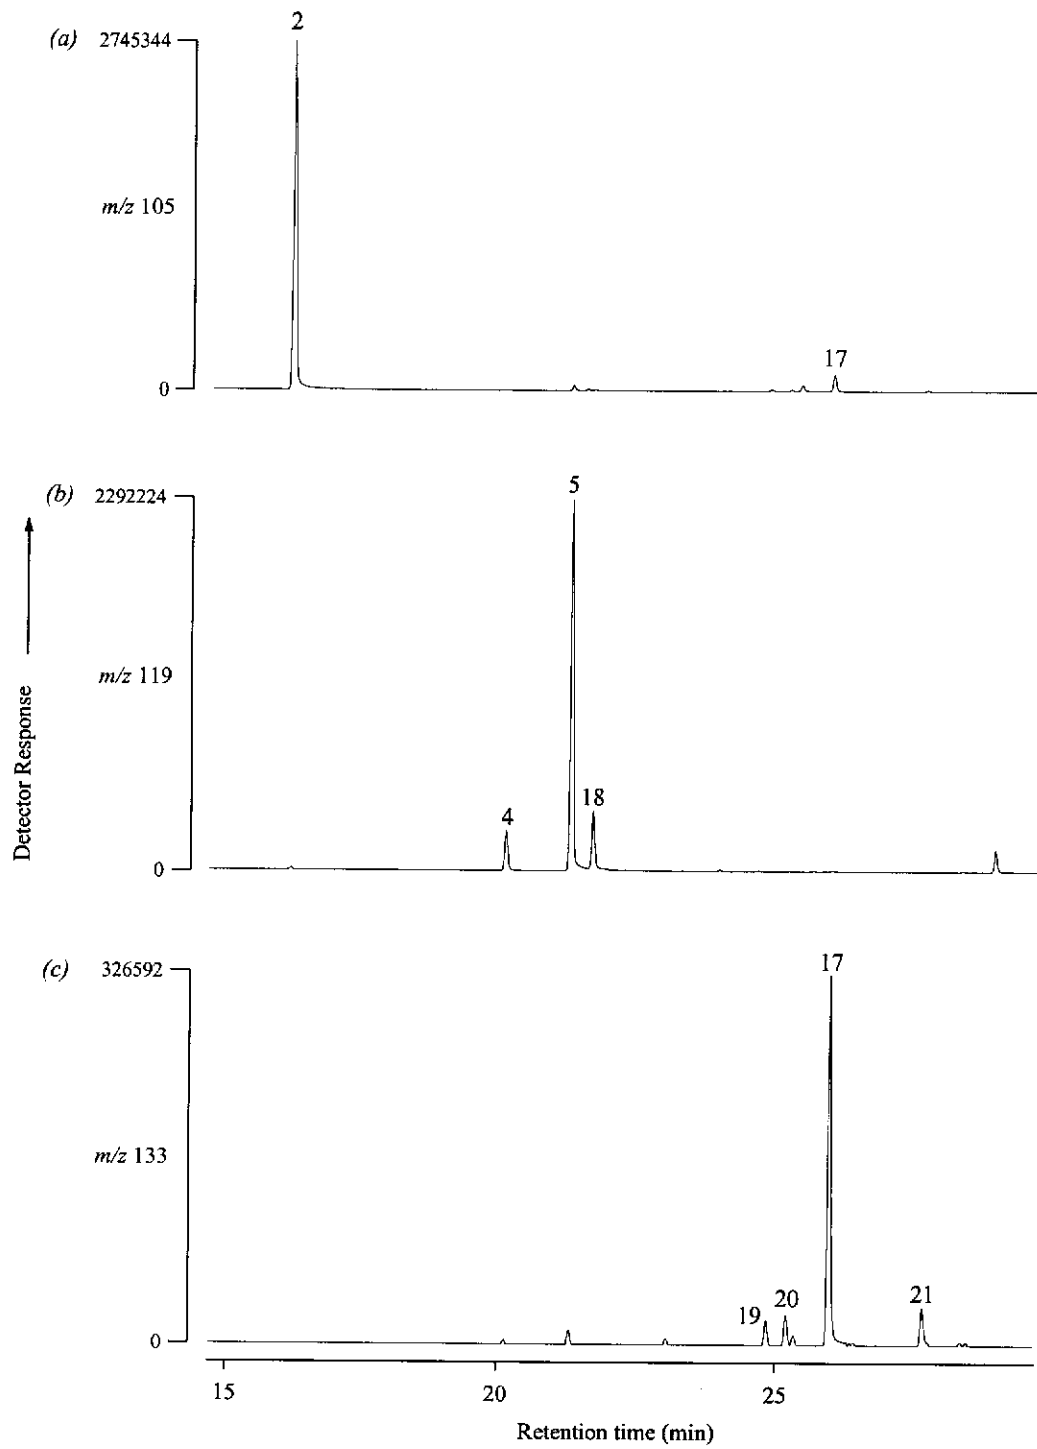 2
(a) 2745344
m/z 105
17
0
(b) 2292224
5
m/z 119
18
4
0
Detector Response
(c) 326592
17
m/z 133
19 20 21
0
15 20 25
Retention time (min)